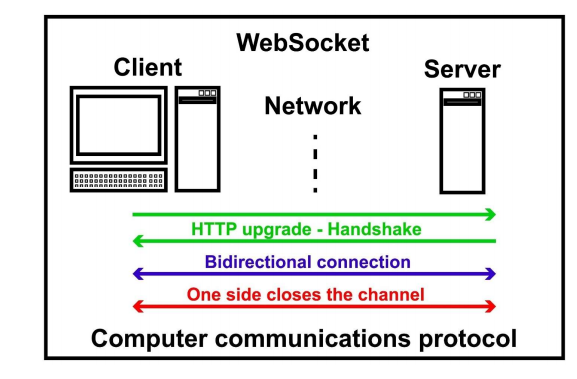 WebSocket
Client
Server
Network
HTTP upgrade - Handshake
Bidirectional connection
One side closes the channel
Computer communications protocol